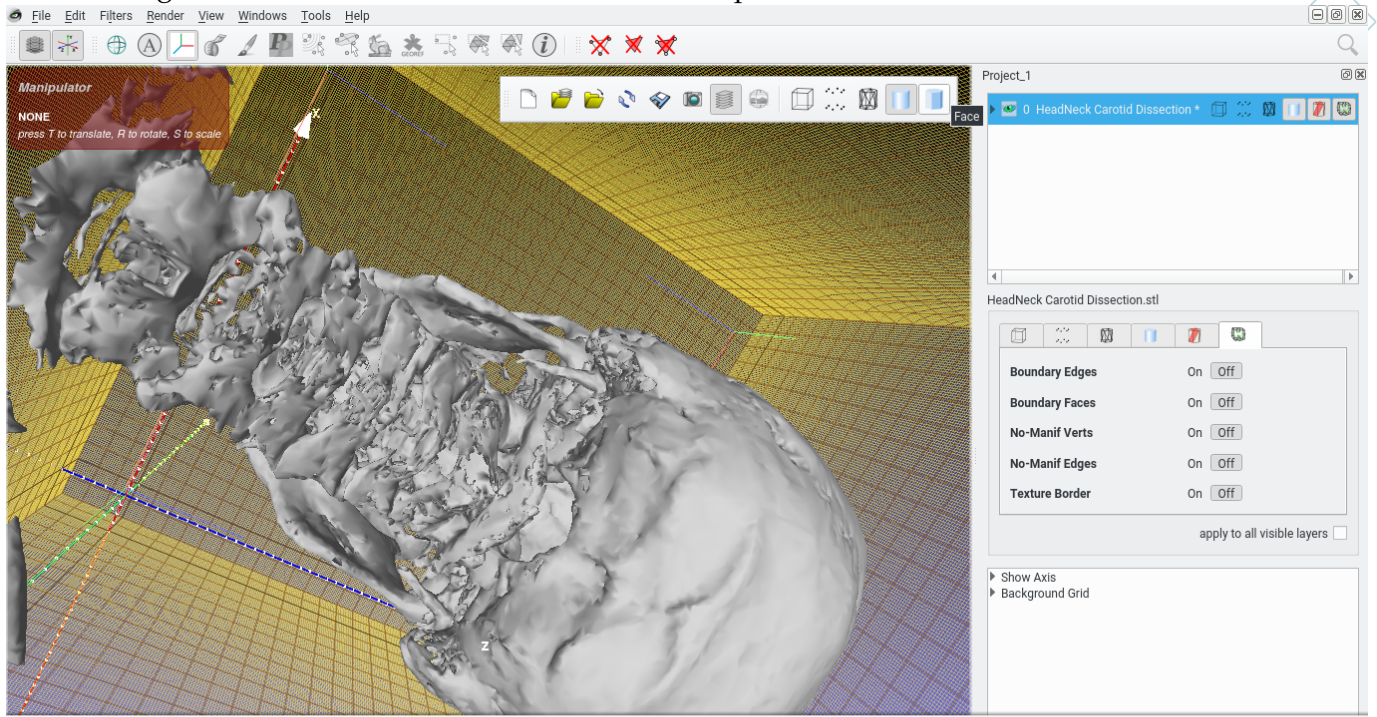 File Edit Filters Render View Windows Tools Help
A
P
GEOREF
i
Manipulator
NONE
press T to translate, R to rotate, S to scale
X
Face
Z
Project_1
0 HeadNeck Carotid Dissection *
HeadNeck Carotid Dissection.stl
Boundary Edges On Off
Boundary Faces On Off
No-Manif Verts On Off
No-Manif Edges On Off
Texture Border On Off
apply to all visible layers
Show Axis
Background Grid